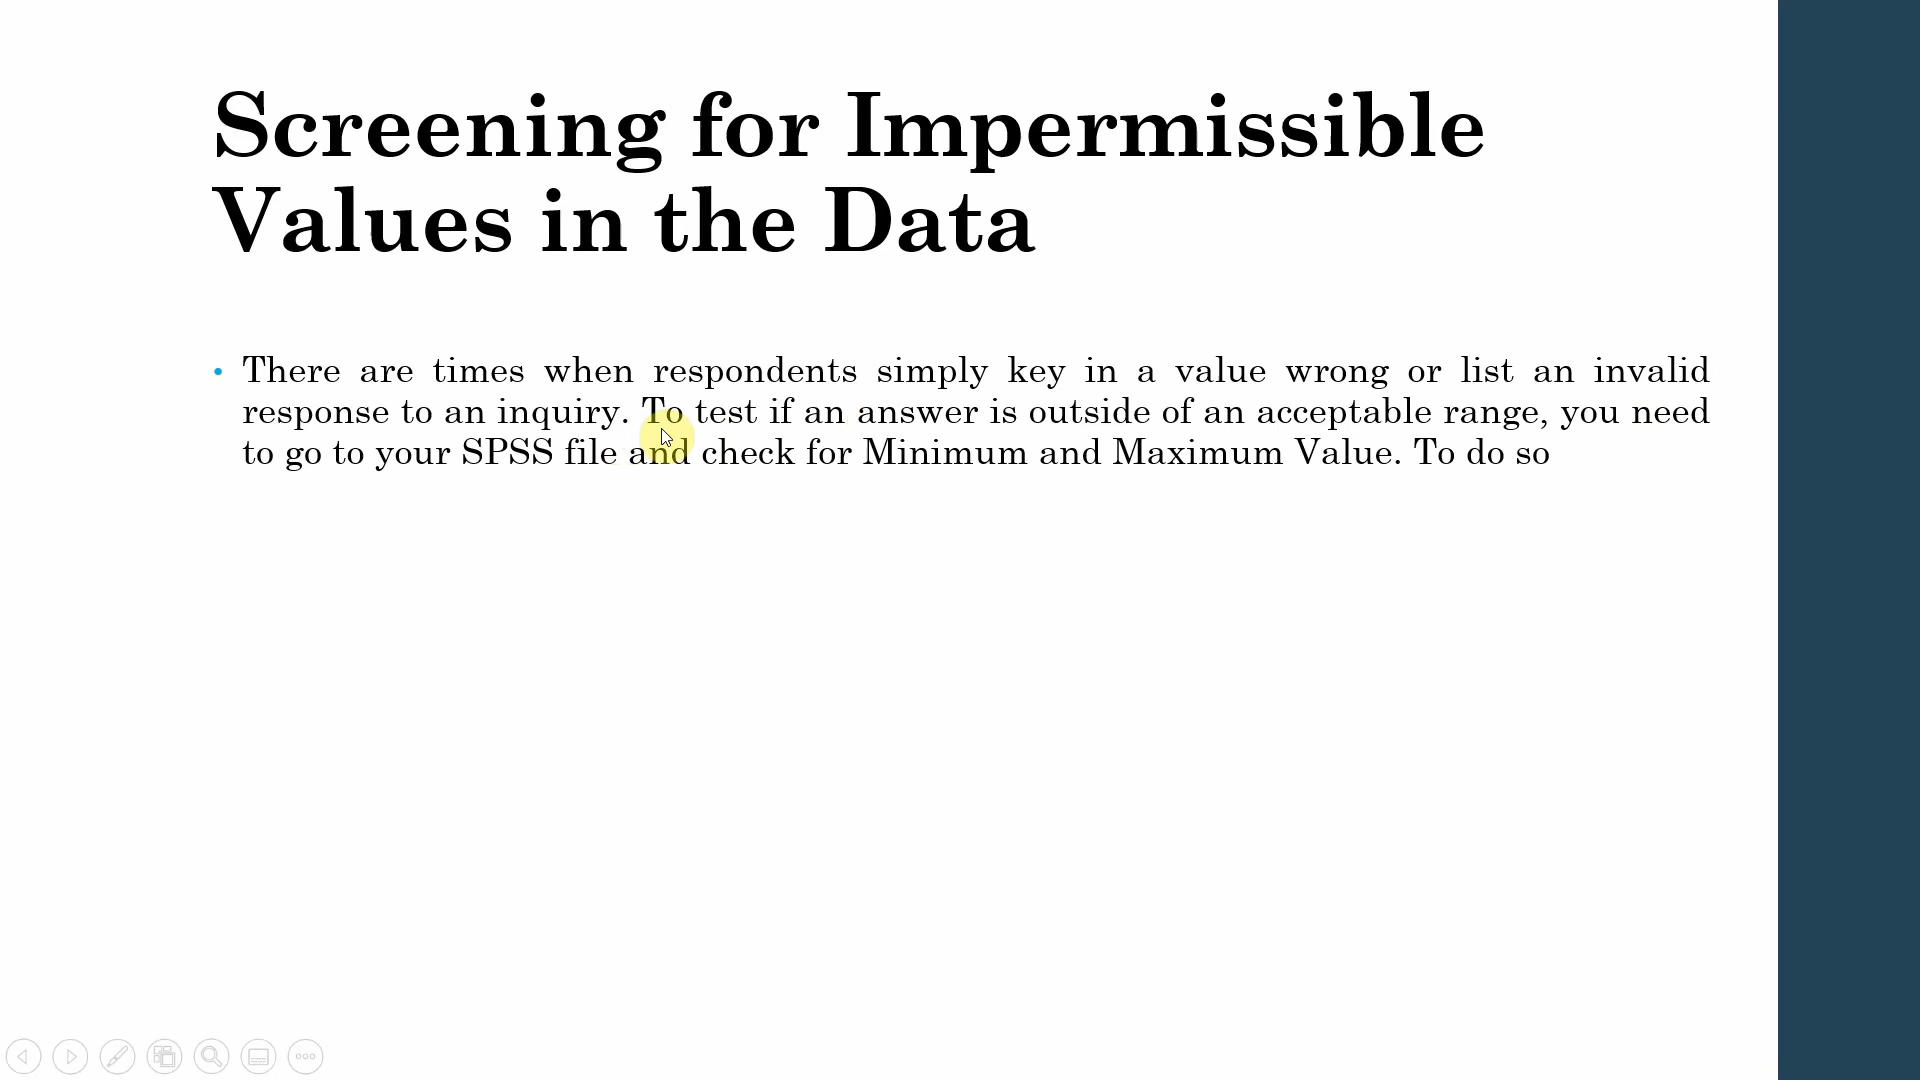 Screening for Impermissible
Values in the Data
• There are times when respondents simply key in a value wrong or list an invalid
response to an inquiry. To test if an answer is outside of an acceptable range, you need
to go to your SPSS file and check for Minimum and Maximum Value. To do so